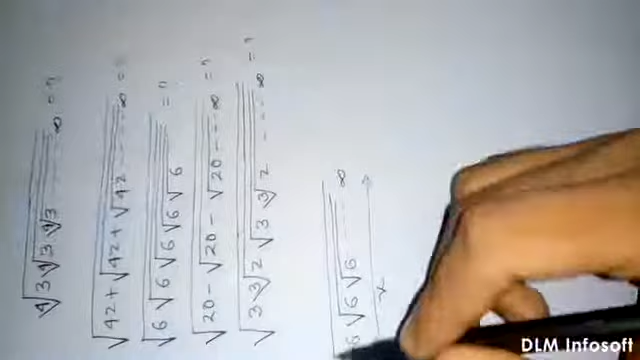 ∜3∜3∜3 - - - ∞ = ?
√42+√42+√42 - - - ∞ = ?
√6√6√6√6√6 = ?
√20-√20-√20 - - - ∞ = ?
√3∛2√3∛2 - - - ∞ = ?
6√6√6 - - - ∞
x
DLM Infosoft